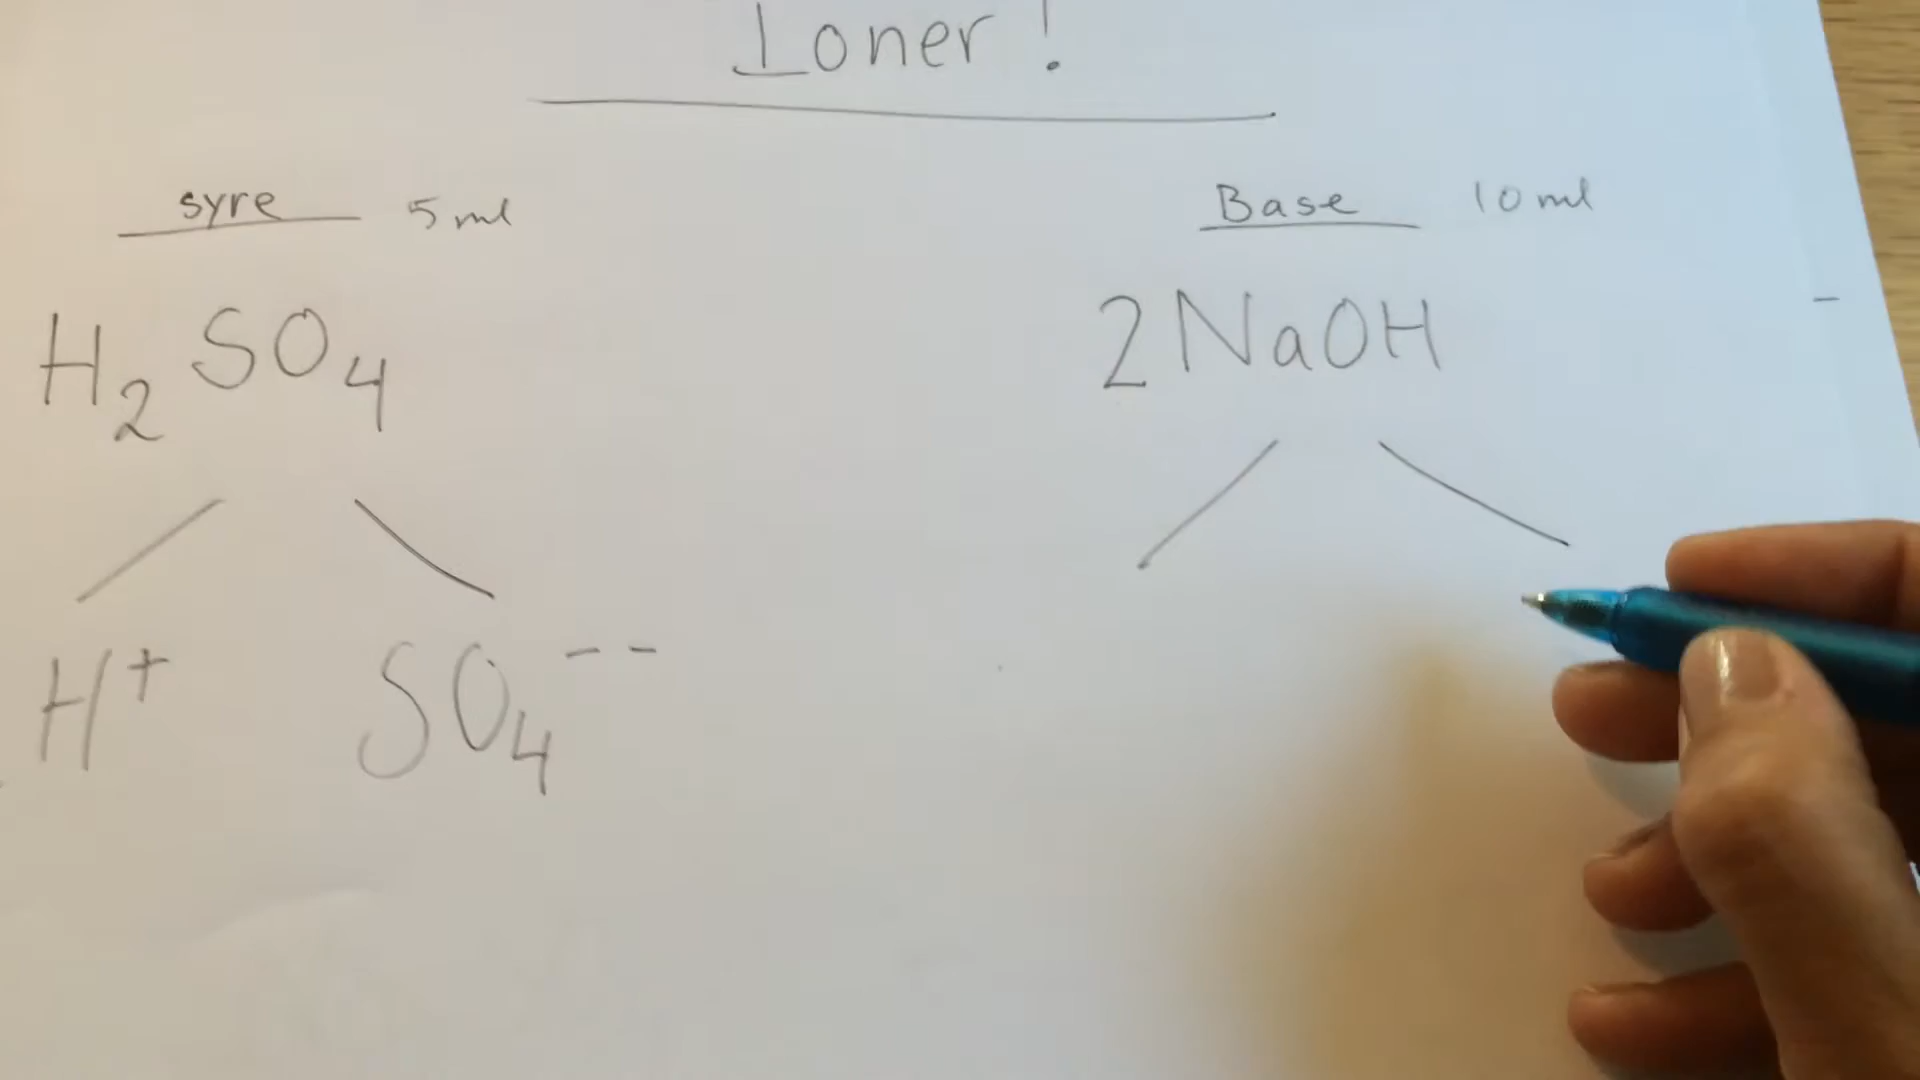 Ioner!
syre 5 ml
Base 10 ml
H₂SO₄
2NaOH
H⁺ SO₄⁻⁻